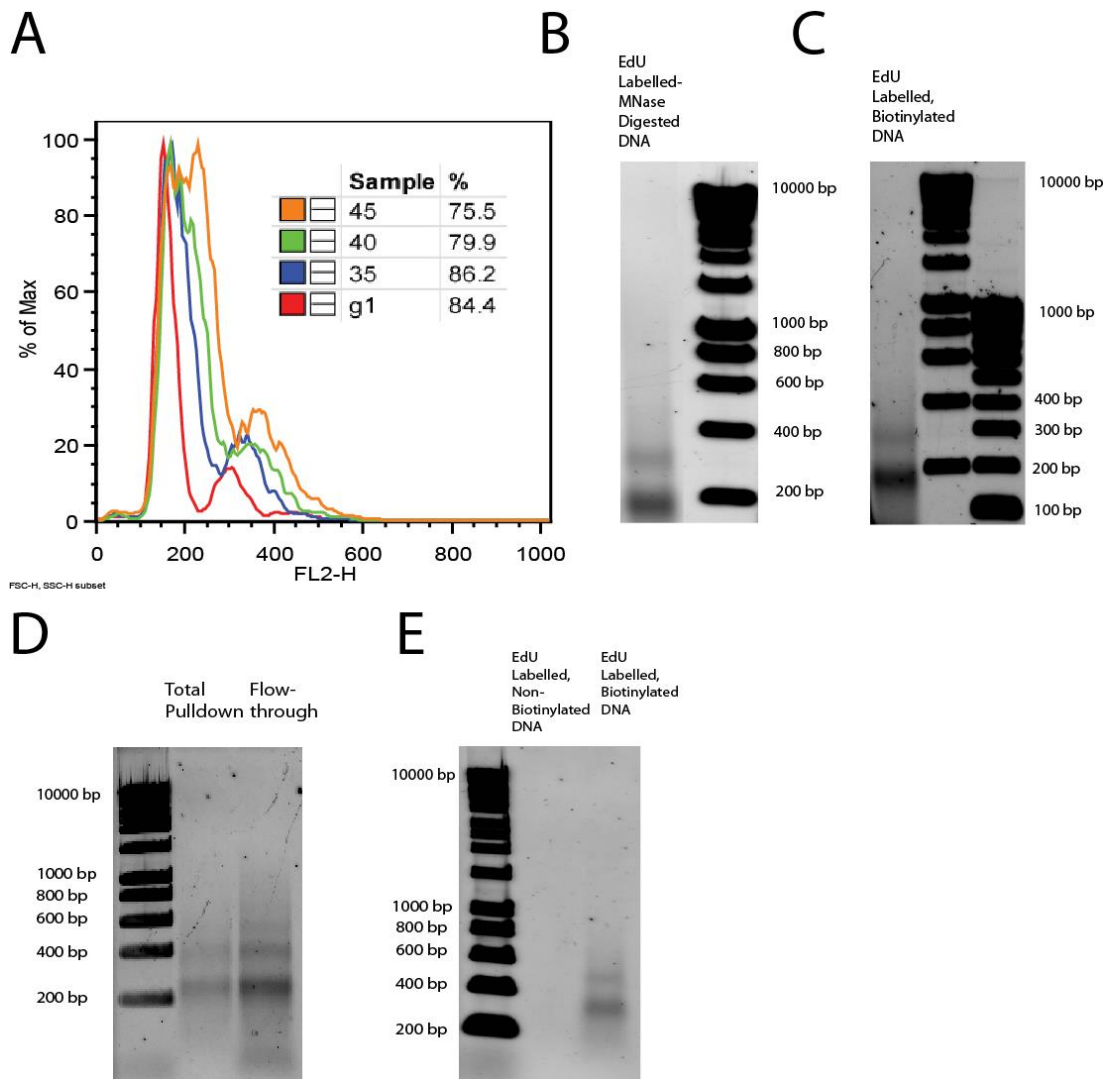 A
B
C
EdU
Labelled-
MNase
Digested
DNA
EdU
Labelled,
Biotinylated
DNA
100
80
60
40
20
0
% of Max
Sample %
45 75.5
40 79.9
35 86.2
g1 84.4
0 200 400 600 800 1000
FL2-H
FSC-H, SSC-H subset
10000 bp
1000 bp
800 bp
600 bp
400 bp
200 bp
10000 bp
1000 bp
400 bp
300 bp
200 bp
100 bp
D
E
Total Flow-
Pulldown through
EdU
Labelled,
Non-
Biotinylated
DNA
EdU
Labelled,
Biotinylated
DNA
10000 bp
1000 bp
800 bp
600 bp
400 bp
200 bp
10000 bp
1000 bp
800 bp
600 bp
400 bp
200 bp